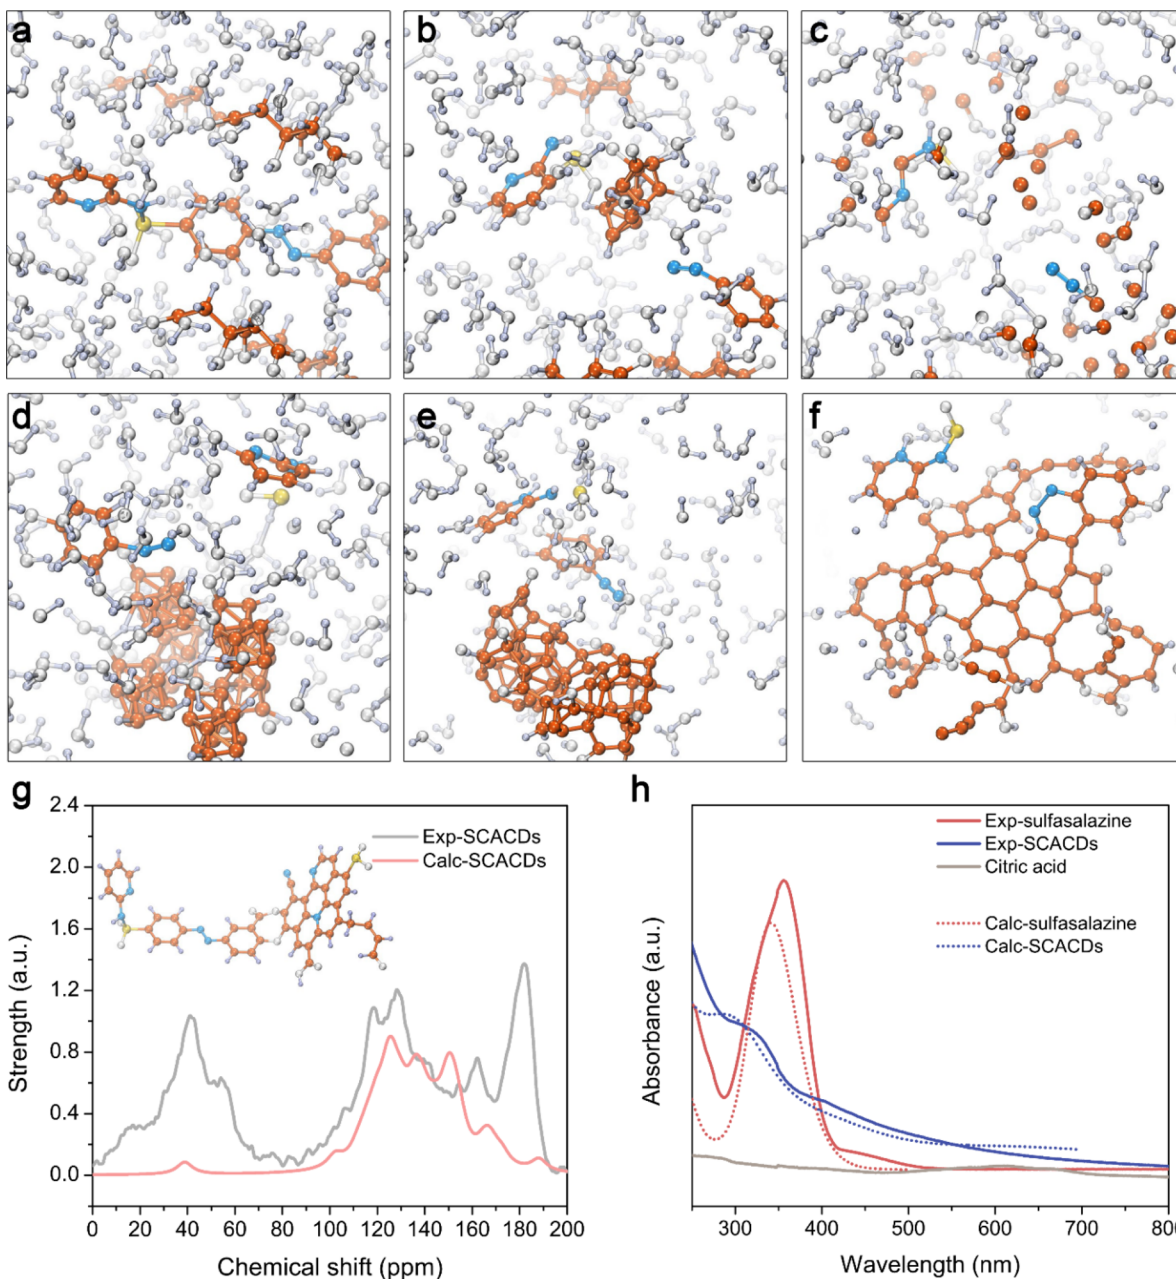 a
b
c
d
e
f
g
h
2.4
2.0
1.6
1.2
0.8
0.4
0.0
Strength (a.u.)
Exp-SCACDs
Calc-SCACDs
0 20 40 60 80 100 120 140 160 180 200
Chemical shift (ppm)
Absorbance (a.u.)
Exp-sulfasalazine
Exp-SCACDs
Citric acid
Calc-sulfasalazine
Calc-SCACDs
300 400 500 600 700 80
Wavelength (nm)